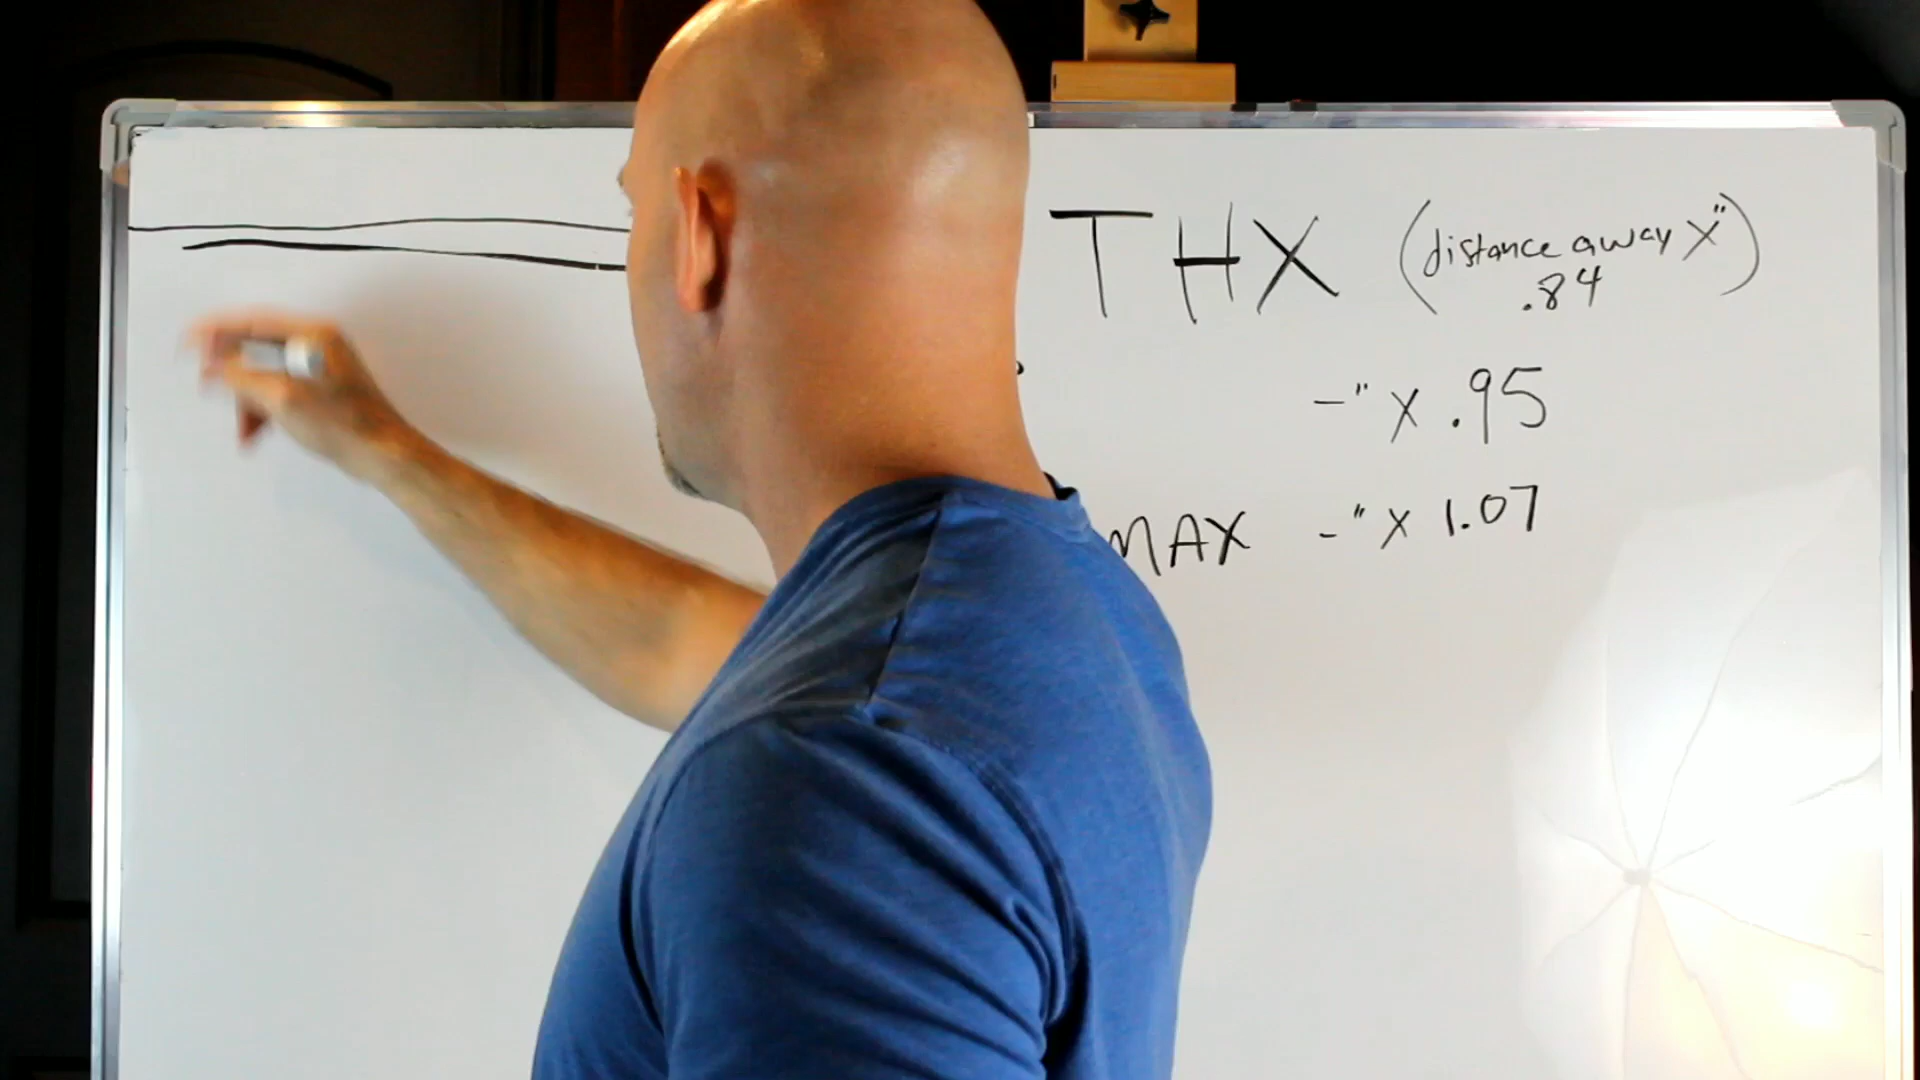 THX (distance away X"
.84)
-" X .95
MAX -" X 1.07